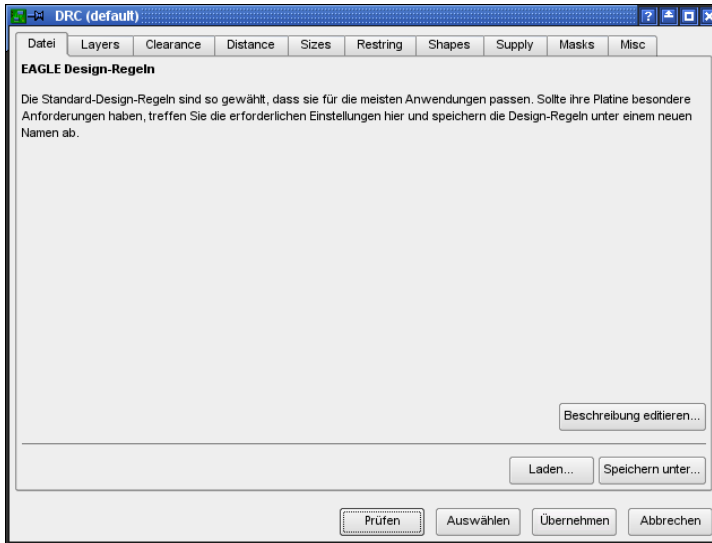 DRC (default)
Datei Layers Clearance Distance Sizes Restring Shapes Supply Masks Misc
EAGLE Design-Regeln
Die Standard-Design-Regeln sind so gewählt, dass sie für die meisten Anwendungen passen. Sollte ihre Platine besondere
Anforderungen haben, treffen Sie die erforderlichen Einstellungen hier und speichern die Design-Regeln unter einem neuen
Namen ab.
Beschreibung editieren...
Laden... Speichern unter...
Prüfen Auswählen Übernehmen Abbrechen